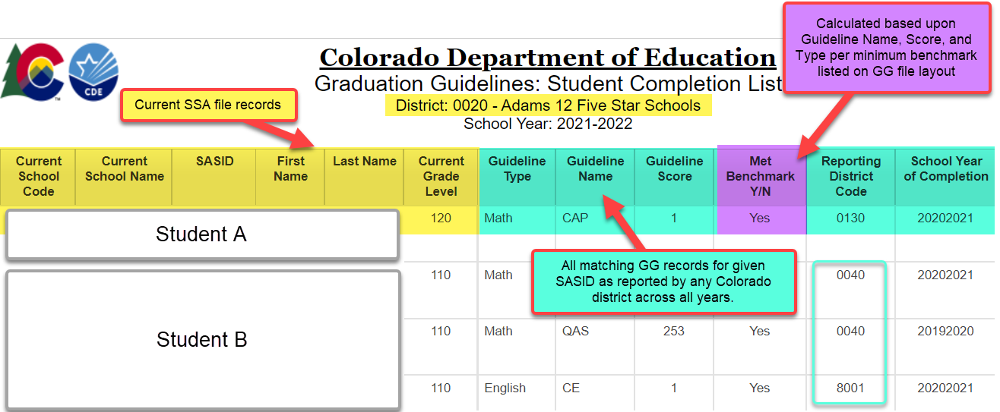 Calculated based upon
Guideline Name, Score, and
Type per minimum benchmark
listed on GG file layout
CDE
TM
Colorado Department of Education
Graduation Guidelines: Student Completion List
Current SSA file records
District: 0020 - Adams 12 Five Star Schools
School Year: 2021-2022
Current School Code
Current School Name
SASID
First Name
Last Name
Current Grade Level
Guideline Type
Guideline Name
Guideline Score
Met Benchmark Y/N
Reporting District Code
School Year of Completion
Student A
120 Math CAP 1 Yes 0130 20202021
All matching GG records for given
SASID as reported by any Colorado
district across all years.
Student B
110 Math 0040 20202021
110 Math QAS 253 Yes 0040 20192020
110 English CE 1 Yes 8001 20202021